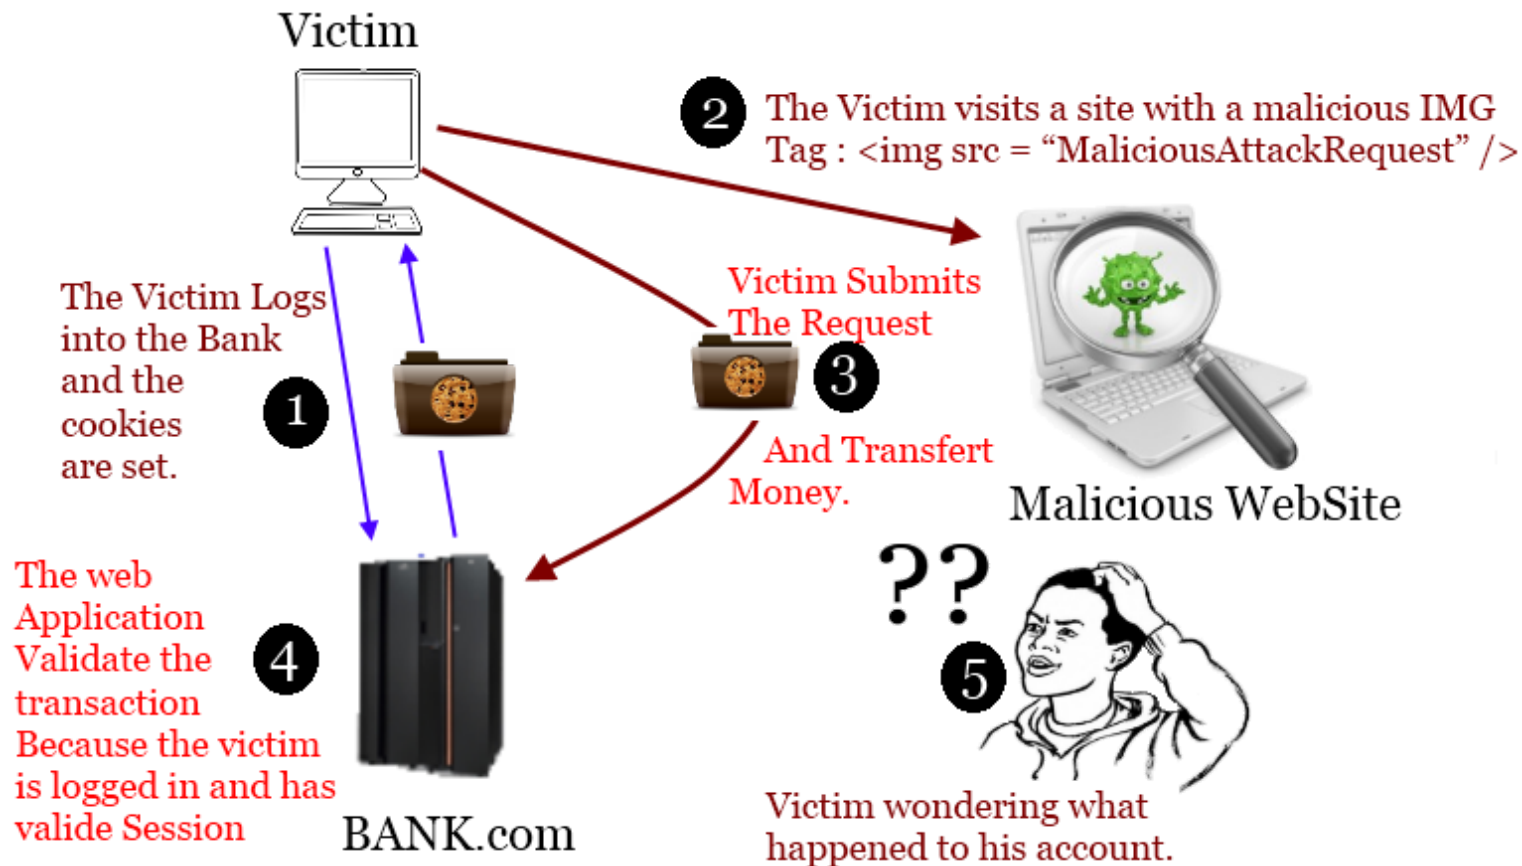 Victim
2
The Victim visits a site with a malicious IMG
Tag : <img src = “MaliciousAttackRequest” />
The Victim Logs
into the Bank
and the
cookies
are set.
1
Victim Submits
The Request
3
And Transfert
Money.
Malicious WebSite
The web
Application
Validate the
transaction
Because the victim
is logged in and has
valide Session
4
BANK.com
??
5
Victim wondering what
happened to his account.